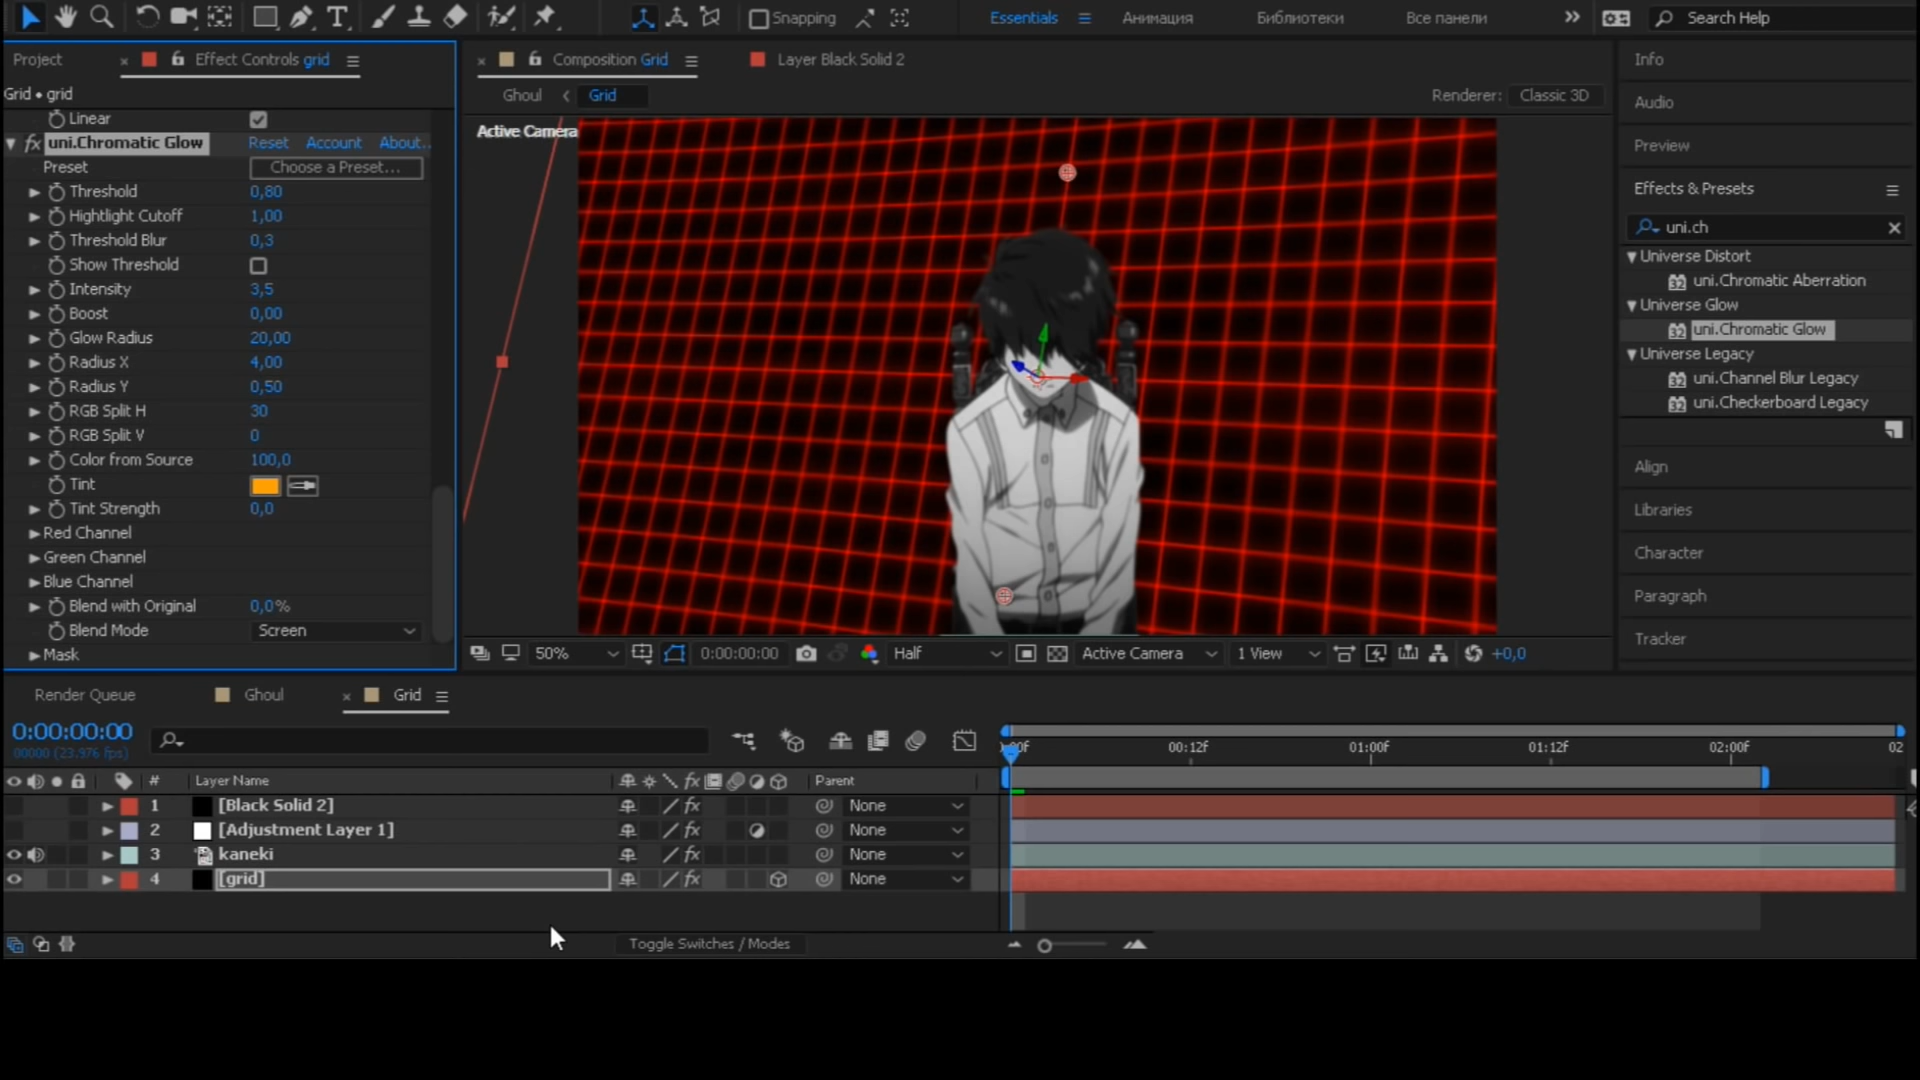 Snapping
Essentials
Анимация
Библиотеки
Все панели
Search Help
Project
Effect Controls grid
Composition Grid
Layer Black Solid 2
Info
Grid • grid
Ghoul
Grid
Renderer: Classic 3D
Audio
Linear
Active Camera
uni.Chromatic Glow Reset Account About..
Preview
Preset Choose a Preset...
Threshold 0,80
Effects & Presets
Hightlight Cutoff 1,00
uni.ch
Threshold Blur 0,3
Universe Distort
Show Threshold
uni.Chromatic Aberration
Intensity 3,5
Universe Glow
Boost 0,00
uni.Chromatic Glow
Glow Radius 20,00
Universe Legacy
Radius X 4,00
uni.Channel Blur Legacy
Radius Y 0,50
uni.Checkerboard Legacy
RGB Split H 30
RGB Split V 0
Color from Source 100,0
Align
Tint
Tint Strength 0,0
Libraries
Red Channel
Green Channel
Character
Blue Channel
Paragraph
Blend with Original 0,0%
Blend Mode Screen
Tracker
Mask
50% 0:00:00:00 Half Active Camera 1 View +0,0
Render Queue Ghoul Grid
0:00:00:00
00000 (23.976 fps)
00f 00:12f 01:00f 01:12f 02:00f 02
# Layer Name fx Parent
1 [Black Solid 2] fx None
2 [Adjustment Layer 1] fx None
3 kaneki fx None
4 [grid] fx None
Toggle Switches / Modes